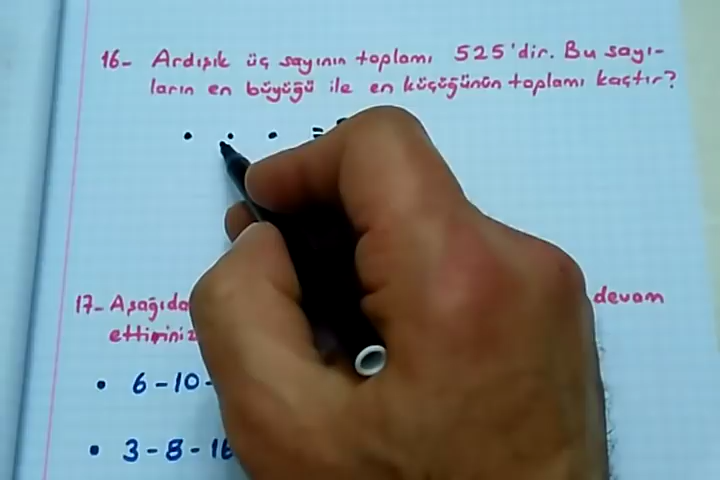 16- Ardışık üç sayının toplamı 525'dir. Bu sayı-
ların en büyüğü ile en küçüğünün toplamı kaçtır?
• • • =
17- Aşağıda devam
ettiriniz
• 6-10-
• 3-8-16